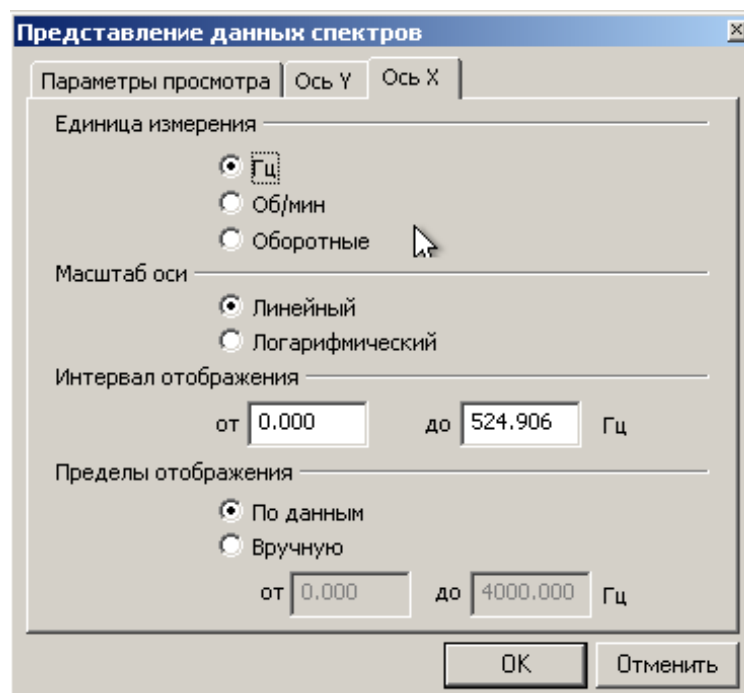 Представление данных спектров
Параметры просмотра Ось Y Ось X
Единица измерения
Гц
Об/мин
Оборотные
Масштаб оси
Линейный
Логарифмический
Интервал отображения
от 0.000 до 524.906 Гц
Пределы отображения
По данным
Вручную
от 0.000 до 4000.000 Гц
OK Отменить